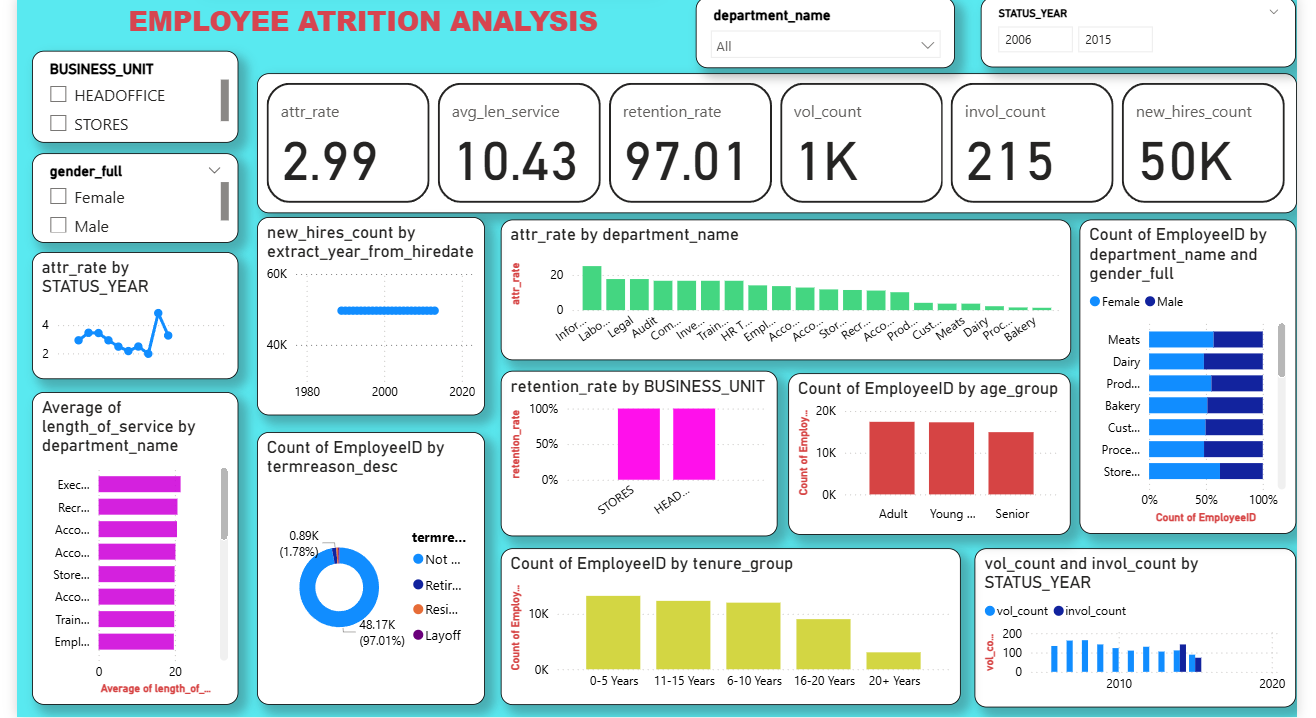 EMPLOYEE ATRITION ANALYSIS
department_name
All
STATUS_YEAR
2006
2015
BUSINESS_UNIT
HEADOFFICE
STORES
gender_full
Female
Male
attr_rate
2.99
avg_len_service
10.43
retention_rate
97.01
vol_count
1K
invol_count
215
new_hires_count
50K
attr_rate by
STATUS_YEAR
4
2
Average of
length_of_service by
department_name
Exec...
Recr...
Acco...
Acco...
Store...
Acco...
Train...
Empl...
0
20
Average of length_of_...
new_hires_count by
extract_year_from_hiredate
60K
40K
1980
2000
2020
Count of EmployeeID by
termreason_desc
0.89K
(1.78%)
48.17K
(97.01%)
termre...
Not ...
Retir...
Resi...
Layoff
attr_rate by department_name
attr_rate
20
0
Infor...
Labo...
Legal
Audit
Com...
Inve...
Train...
HR T...
Empl...
Acco...
Acco...
Stor...
Recr...
Acco...
Prod...
Cust...
Meats
Dairy
Proc...
Bakery
retention_rate by BUSINESS_UNIT
retention_rate
100%
50%
0%
STORES
HEAD...
Count of EmployeeID by age_group
Count of Employ...
20K
10K
0K
Adult
Young ...
Senior
Count of EmployeeID by
department_name and
gender_full
Female
Male
Meats
Dairy
Prod...
Bakery
Cust...
Proce...
Store...
0%
50%
100%
Count of EmployeeID
Count of EmployeeID by tenure_group
Count of Employ...
10K
0K
0-5 Years
11-15 Years
6-10 Years
16-20 Years
20+ Years
vol_count and invol_count by
STATUS_YEAR
vol_count
invol_count
vol_co...
200
100
0
2010
2020